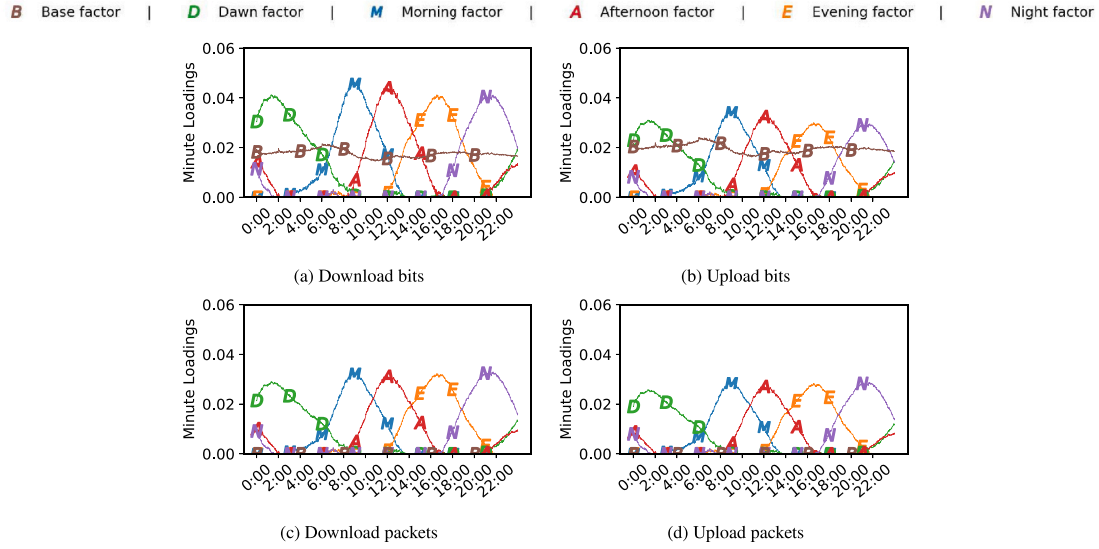 B Base factor | D Dawn factor | M Morning factor | A Afternoon factor | E Evening factor | N Night factor
Minute Loadings
0.06
0.04
0.02
0.00
0:00 2:00 4:00 6:00 8:00 10:00 12:00 14:00 16:00 18:00 20:00 22:00
(a) Download bits
Minute Loadings
0.06
0.04
0.02
0.00
0:00 2:00 4:00 6:00 8:00 10:00 12:00 14:00 16:00 18:00 20:00 22:00
(b) Upload bits
Minute Loadings
0.06
0.04
0.02
0.00
0:00 2:00 4:00 6:00 8:00 10:00 12:00 14:00 16:00 18:00 20:00 22:00
(c) Download packets
Minute Loadings
0.06
0.04
0.02
0.00
0:00 2:00 4:00 6:00 8:00 10:00 12:00 14:00 16:00 18:00 20:00 22:00
(d) Upload packets